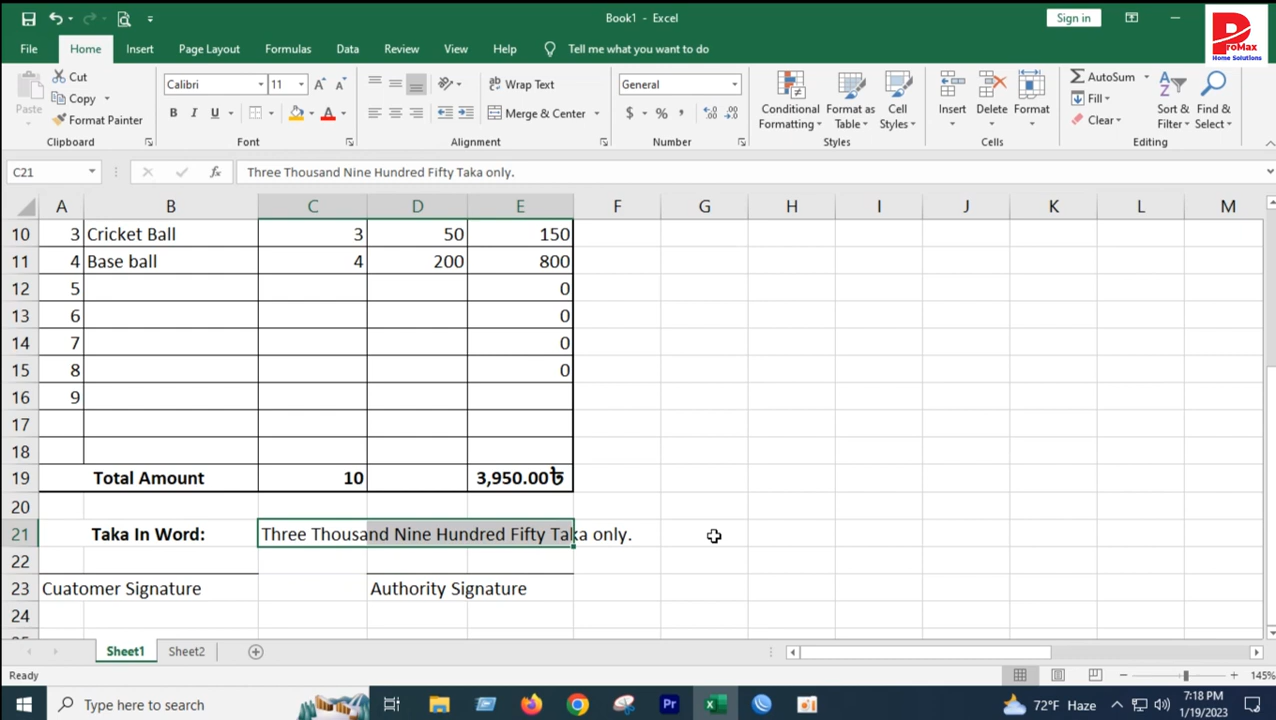 Book1 - Excel
Sign in
ProMax
Home Solutions
File Home Insert Page Layout Formulas Data Review View Help Tell me what you want to do
Paste
Cut
Copy
Format Painter
Calibri 11
B I U
Wrap Text
Merge & Center
General
$ % ,
Conditional Formatting
Format as Table
Cell Styles
Insert
Delete
Format
AutoSum
Fill
Clear
Sort & Filter
Find & Select
Clipboard Font Alignment Number Styles Cells Editing
C21 fx Three Thousand Nine Hundred Fifty Taka only.
A B C D E F G H I J K L M
10 3 Cricket Ball 3 50 150
11 4 Base ball 4 200 800
12 5 0
13 6 0
14 7 0
15 8 0
16 9
17
18
19 Total Amount 10 3,950.00৳
20
21 Taka In Word: Three Thousand Nine Hundred Fifty Taka only.
22
23 Cuatomer Signature Authority Signature
24
Sheet1 Sheet2
Ready 145%
Type here to search
Pr
72°F Haze
7:18 PM
1/19/2023